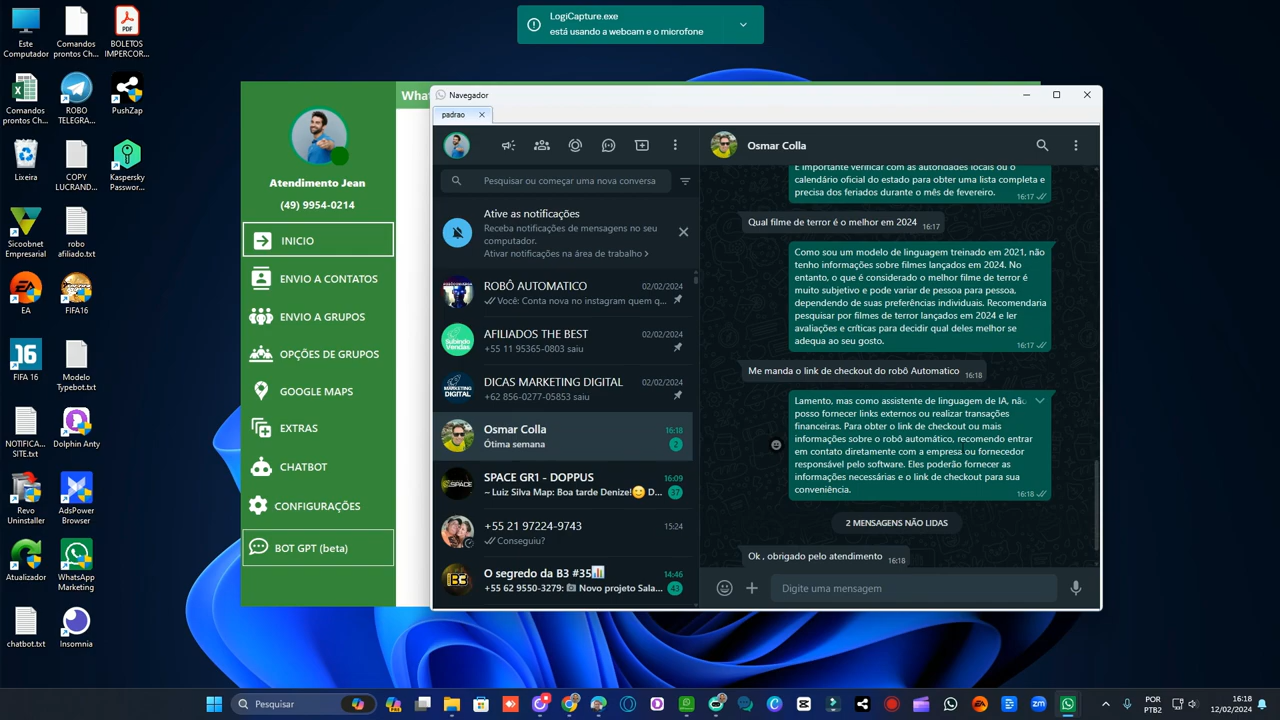 LogiCapture.exe
está usando a webcam e o microfone
Este
Computador
Comandos
prontos Ch...
BOLETOS
IMPERCOR...
Comandos
prontos Ch...
ROBO
TELEGRA...
PushZap
Lixeira
COPY
LUCRAND...
Kaspersky
Passwor...
Sicoobnet
Empresarial
robo
afiliado.txt
EA
FIFA16
FIFA 16
Modelo
Typebot.txt
NOTIFICA...
SITE.txt
Dolphin Anty
Revo
Uninstaller
AdsPower
Browser
Atualizador
WhatsApp
Marketing
chatbot.txt
Insomnia
What
Atendimento Jean
(49) 9954-0214
INICIO
ENVIO A CONTATOS
ENVIO A GRUPOS
OPÇÕES DE GRUPOS
GOOGLE MAPS
EXTRAS
CHATBOT
CONFIGURAÇÕES
BOT GPT (beta)
Navegador
padrao
Pesquisar ou começar uma nova conversa
Ative as notificações
Receba notificações de mensagens no seu
computador.
Ativar notificações na área de trabalho >
ROBÔ AUTOMATICO 02/02/2024
Você: Conta nova no instagram quem q...
AFILIADOS THE BEST 02/02/2024
+55 11 95365-0803 saiu
DICAS MARKETING DIGITAL 02/02/2024
+62 856-0277-05853 saiu
Osmar Colla 16:18
Ótima semana 2
SPACE GR1 - DOPPUS 16:09
~ Luiz Silva Map: Boa tarde Denize!😊 D... 37
+55 21 97224-9743 15:24
Conseguiu?
O segredo da B3 #35📊 14:46
+55 62 9550-3279: 📷 Novo projeto Sala... 43
Osmar Colla
É importante verificar com as autoridades locais ou o
calendário oficial do estado para obter uma lista completa e
precisa dos feriados durante o mês de fevereiro.
16:17
Qual filme de terror é o melhor em 2024 16:17
Como sou um modelo de linguagem treinado em 2021, não
tenho informações sobre filmes lançados em 2024. No
entanto, o que é considerado o melhor filme de terror é
muito subjetivo e pode variar de pessoa para pessoa,
dependendo de suas preferências individuais. Recomendaria
pesquisar por filmes de terror lançados em 2024 e ler
avaliações e críticas para decidir qual deles melhor se
adequa ao seu gosto.
16:17
Me manda o link de checkout do robô Automatico 16:18
Lamento, mas como assistente de linguagem de IA, não
posso fornecer links externos ou realizar transações
financeiras. Para obter o link de checkout ou mais
informações sobre o robô automático, recomendo entrar
em contato diretamente com a empresa ou fornecedor
responsável pelo software. Eles poderão fornecer as
informações necessárias e o link de checkout para sua
conveniência.
16:18
2 MENSAGENS NÃO LIDAS
Ok , obrigado pelo atendimento 16:18
Digite uma mensagem
Pesquisar
POR
PTB2
16:18
12/02/2024